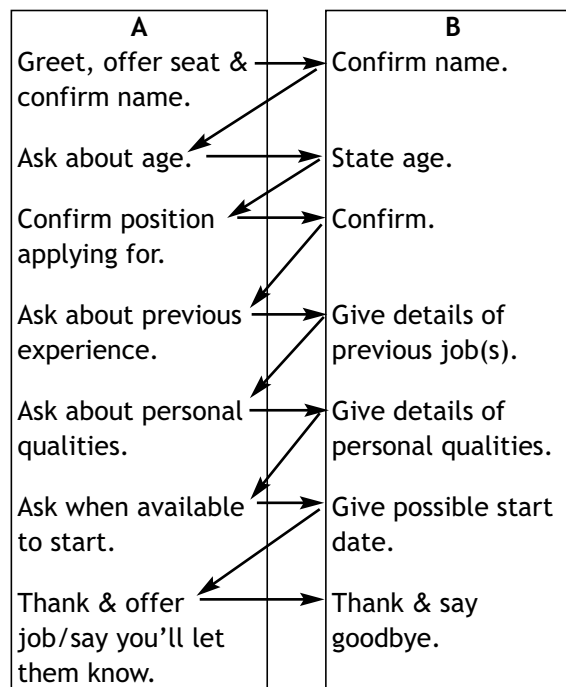 A
Greet, offer seat &
confirm name.
Ask about age.
Confirm position
applying for.
Ask about previous
experience.
Ask about personal
qualities.
Ask when available
to start.
Thank & offer
job/say you’ll let
them know.
B
Confirm name.
State age.
Confirm.
Give details of
previous job(s).
Give details of
personal qualities.
Give possible start
date.
Thank & say
goodbye.